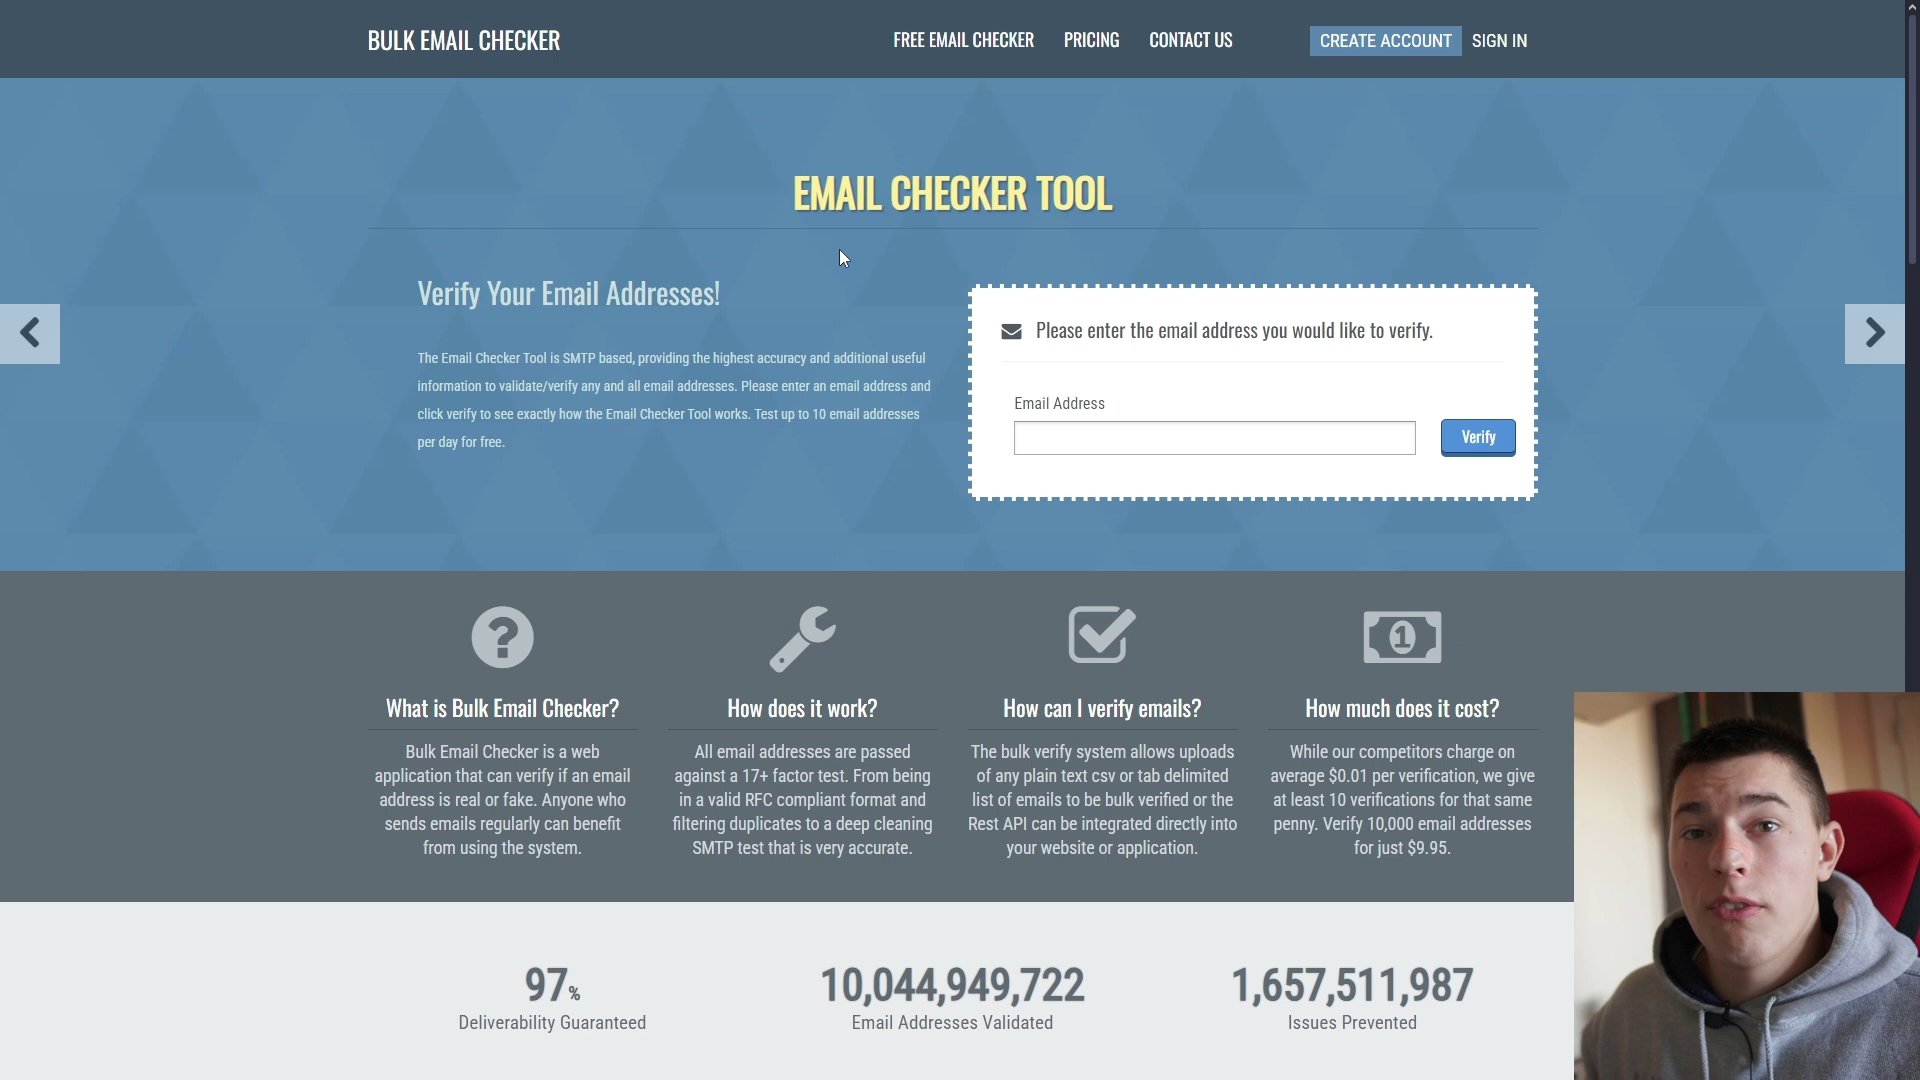 BULK EMAIL CHECKER
FREE EMAIL CHECKER
PRICING
CONTACT US
CREATE ACCOUNT
SIGN IN
EMAIL CHECKER TOOL
Verify Your Email Addresses!
The Email Checker Tool is SMTP based, providing the highest accuracy and additional useful
information to validate/verify any and all email addresses. Please enter an email address and
click verify to see exactly how the Email Checker Tool works. Test up to 10 email addresses
per day for free.
Please enter the email address you would like to verify.
Email Address
Verify
What is Bulk Email Checker?
Bulk Email Checker is a web
application that can verify if an email
address is real or fake. Anyone who
sends emails regularly can benefit
from using the system.
How does it work?
All email addresses are passed
against a 17+ factor test. From being
in a valid RFC compliant format and
filtering duplicates to a deep cleaning
SMTP test that is very accurate.
How can I verify emails?
The bulk verify system allows uploads
of any plain text csv or tab delimited
list of emails to be bulk verified or the
Rest API can be integrated directly into
your website or application.
1
How much does it cost?
While our competitors charge on
average $0.01 per verification, we give
at least 10 verifications for that same
penny. Verify 10,000 email addresses
for just $9.95.
97%
Deliverability Guaranteed
10,044,949,722
Email Addresses Validated
1,657,511,987
Issues Prevented